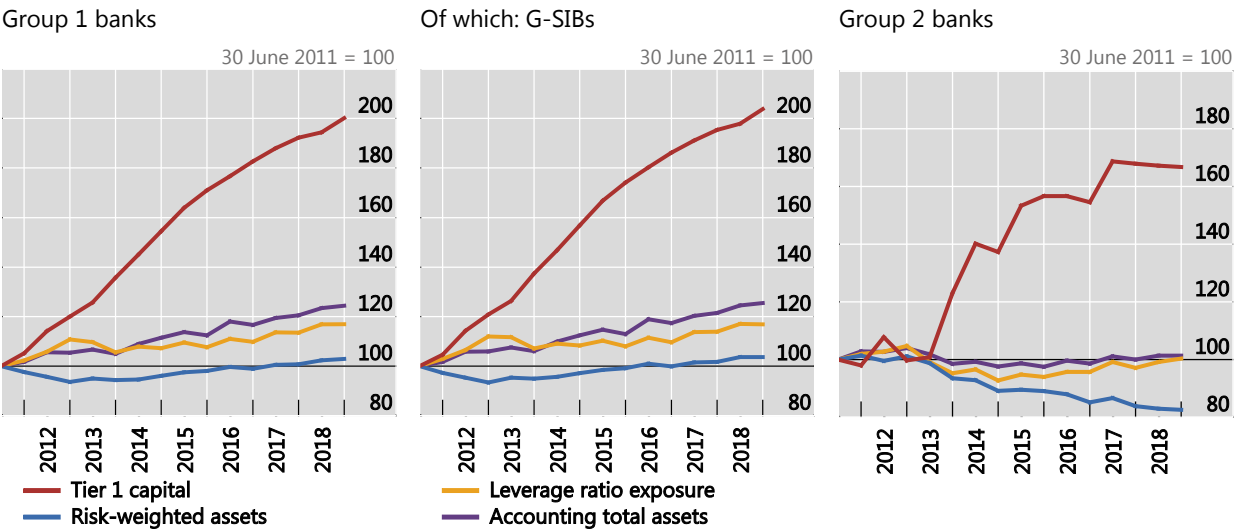 Group 1 banks
30 June 2011 = 100
200
180
160
140
120
100
80
2012 2013 2014 2015 2016 2017 2018
Of which: G-SIBs
30 June 2011 = 100
200
180
160
140
120
100
80
2012 2013 2014 2015 2016 2017 2018
Group 2 banks
30 June 2011 = 100
180
160
140
120
100
80
2012 2013 2014 2015 2016 2017 2018
Tier 1 capital
Risk-weighted assets
Leverage ratio exposure
Accounting total assets